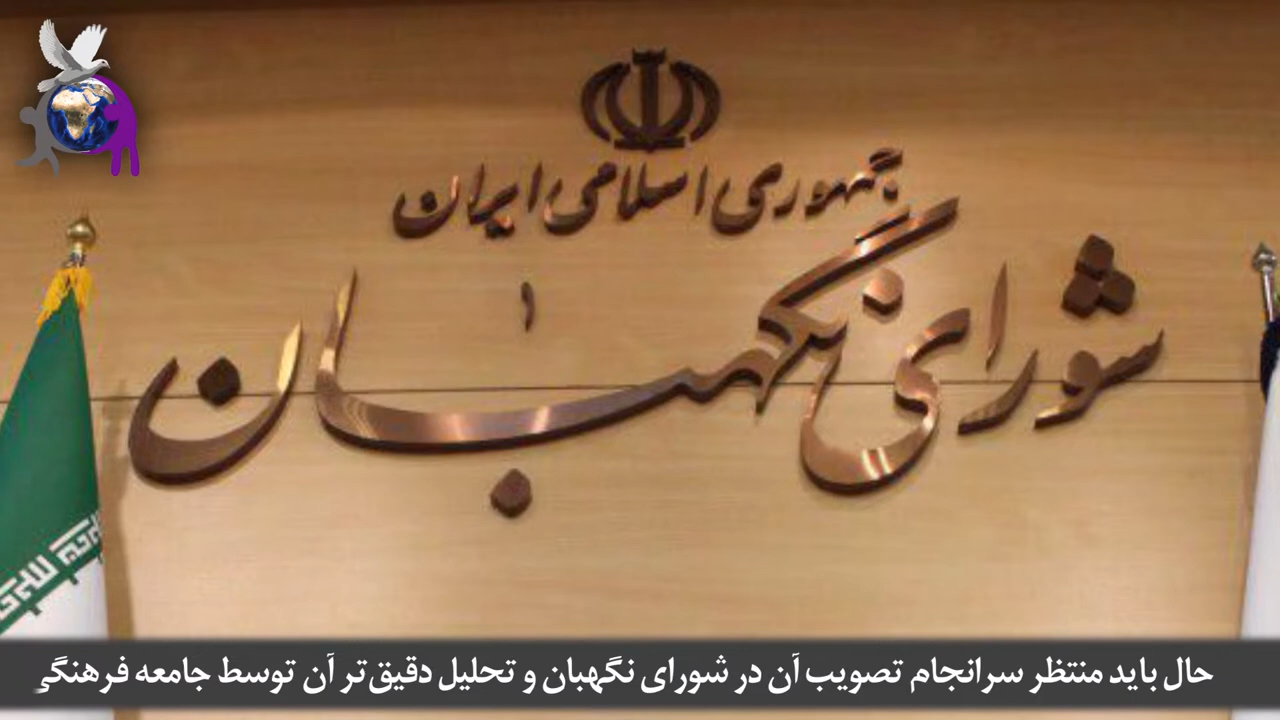 جمهوری اسلامی ایران
شورای نگهبان
حال باید منتظر سرانجام تصویب آن در شورای نگهبان و تحلیل دقیق‌تر آن توسط جامعه فرهنگی